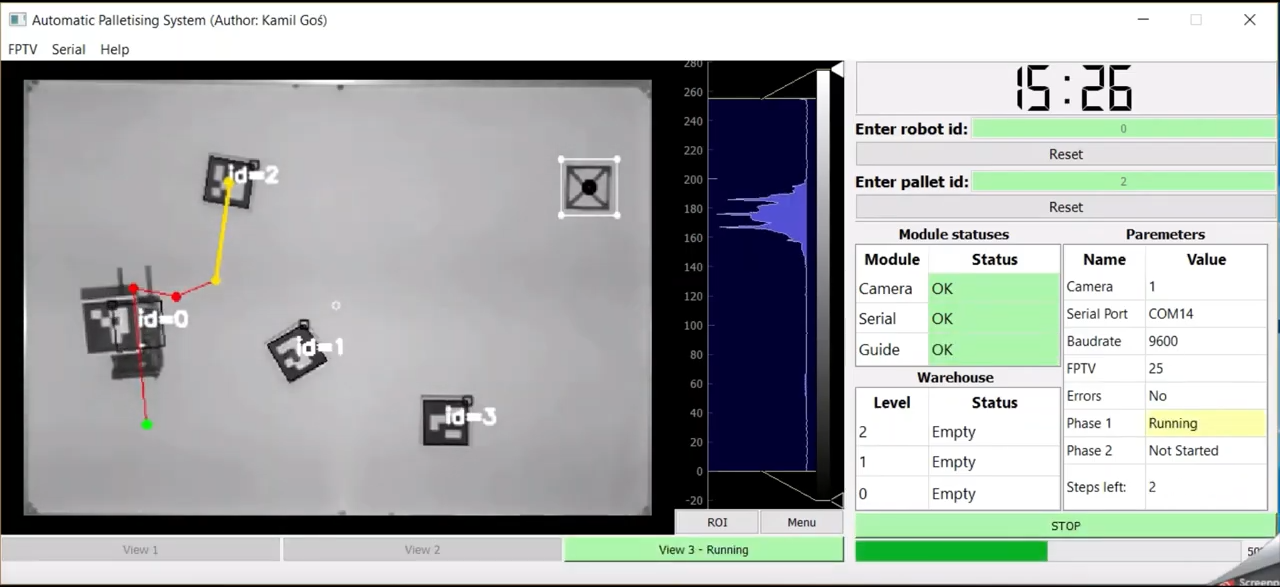 Automatic Palletising System (Author: Kamil Goś)
FPTV Serial Help
id=2
id=0
id=1
id=3
280
260
240
220
200
180
160
140
120
100
80
60
40
20
0
-20
ROI Menu
View 1 View 2 View 3 - Running
15:26
Enter robot id: 0
Reset
Enter pallet id: 2
Reset
Module statuses
Module Status
Camera OK
Serial OK
Guide OK
Warehouse
Level Status
2 Empty
1 Empty
0 Empty
Paremeters
Name Value
Camera 1
Serial Port COM14
Baudrate 9600
FPTV 25
Errors No
Phase 1 Running
Phase 2 Not Started
Steps left: 2
STOP